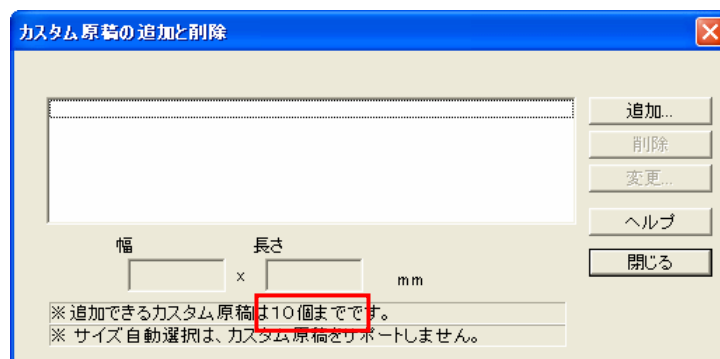 カスタム原稿の追加と削除
追加...
削除
変更...
ヘルプ
閉じる
幅 長さ
× mm
※ 追加できるカスタム原稿は10個までです。
※ サイズ自動選択は、カスタム原稿をサポートしません。